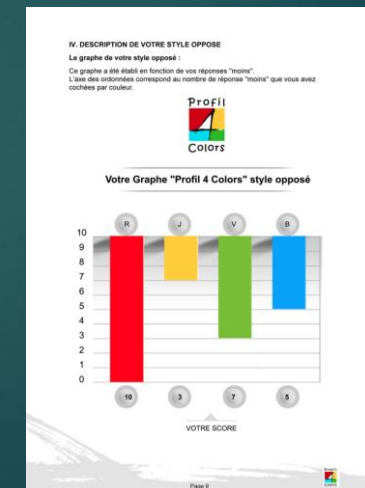 IV. DESCRIPTION DE VOTRE STYLE OPPOSE
Le graphe de votre style opposé :
Ce graphe a été établi en fonction de vos réponses "moins".
L'axe des ordonnées correspond au nombre de réponse "moins" que vous avez
cochées par couleur.
Profil
4
Colors
Votre Graphe "Profil 4 Colors" style opposé
R J V B
10
9
8
7
6
5
4
3
2
1
0
10 3 7 5
VOTRE SCORE
Page 9